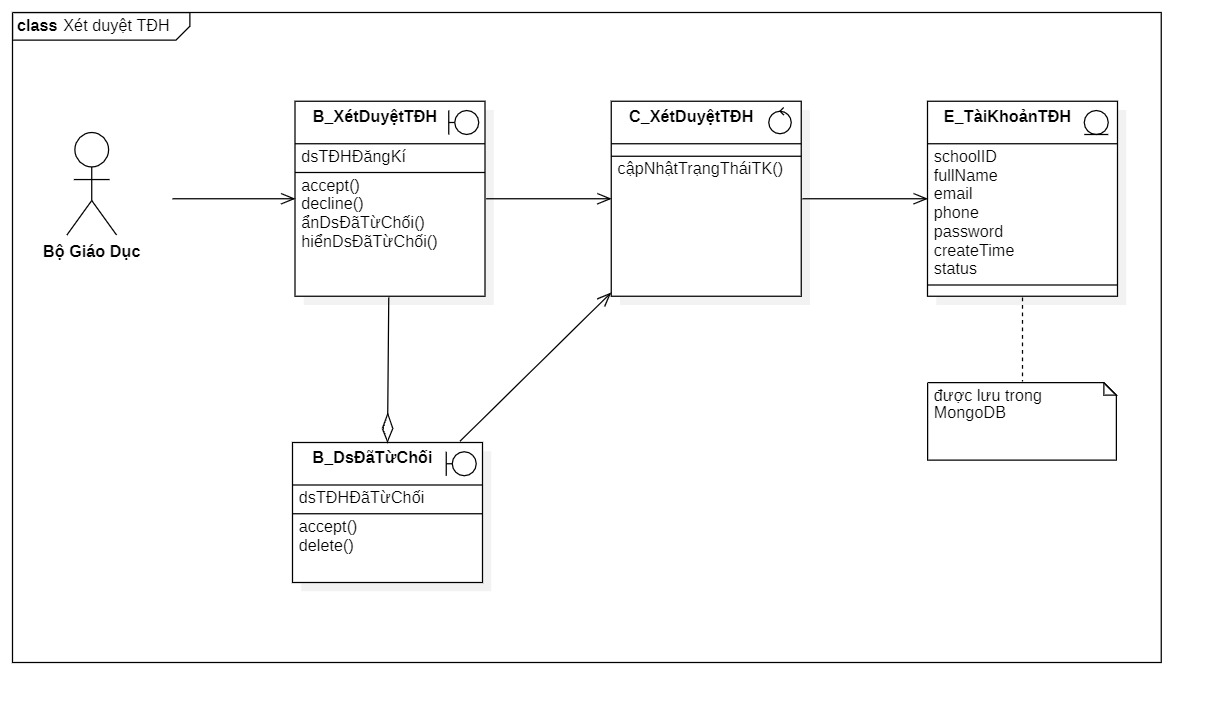 class Xét duyệt TĐH
B_XétDuyệtTĐH
dsTĐHĐăngKí
accept()
decline()
ẩnDsĐãTừChối()
hiểnDsĐãTừChối()
C_XétDuyệtTĐH
cậpNhậtTrạngTháiTK()
E_TàiKhoảnTĐH
schoolID
fullName
email
phone
password
createTime
status
Bộ Giáo Dục
được lưu trong
MongoDB
B_DsĐãTừChối
dsTĐHĐãTừChối
accept()
delete()